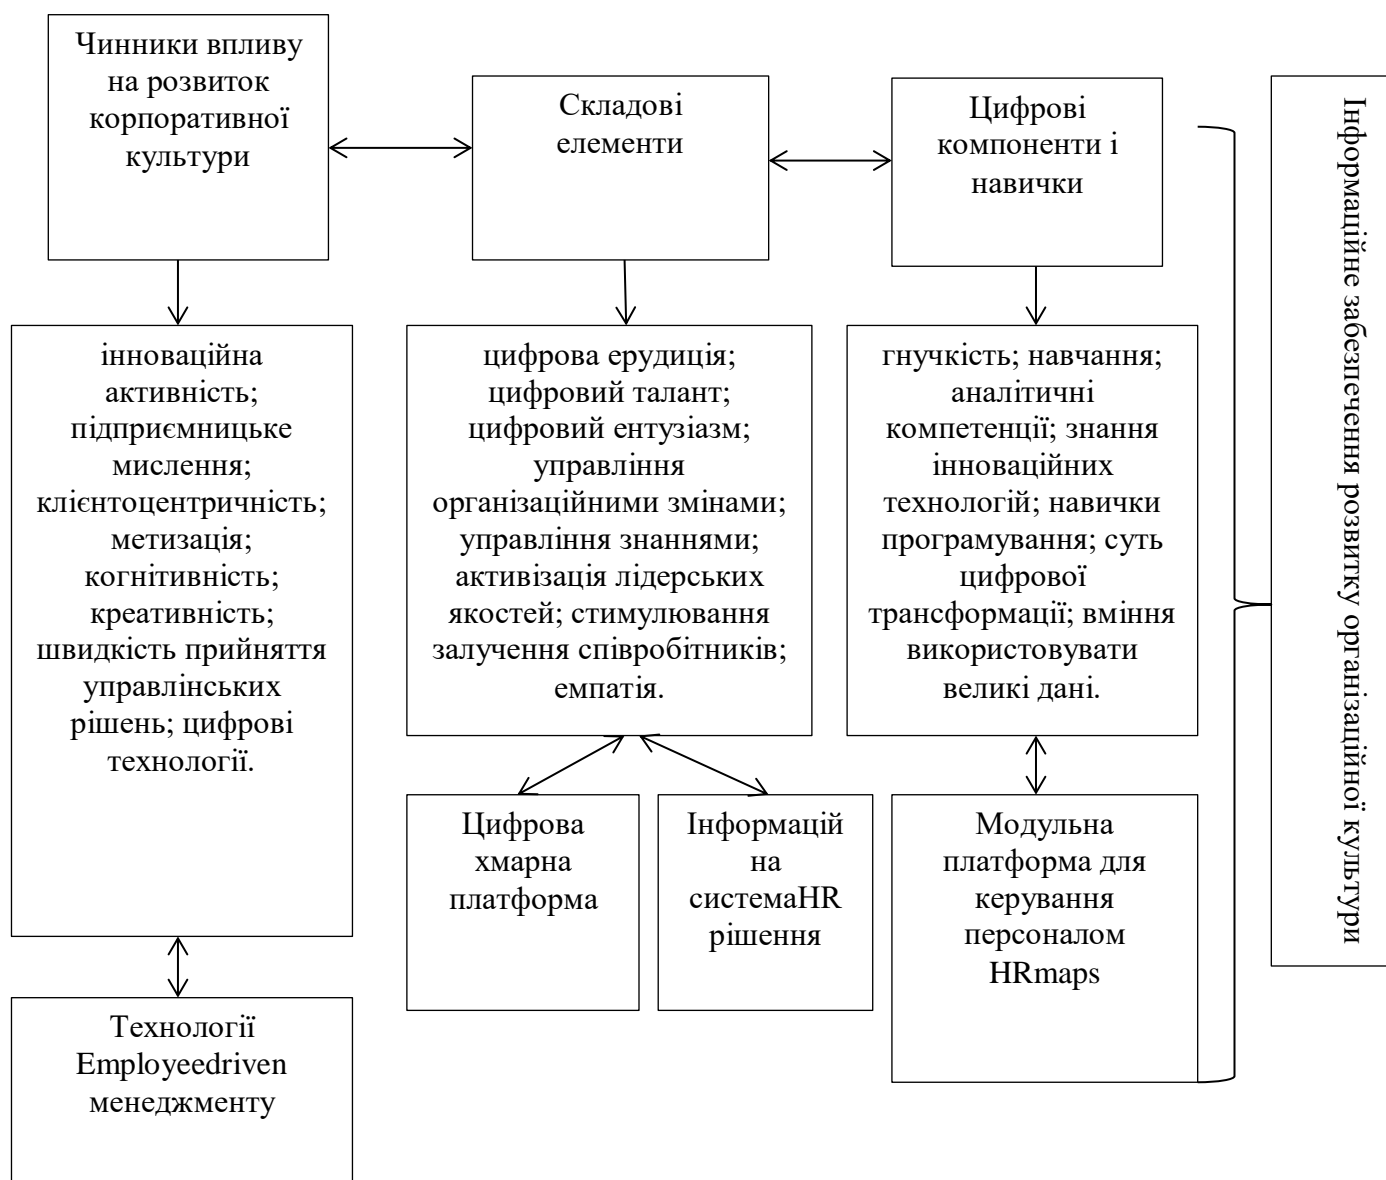 Чинники впливу
на розвиток
корпоративної
культури
Складові
елементи
Цифрові
компоненти і
навички
інноваційна
активність;
підприємницьке
мислення;
клієнтоцентричність;
метизація;
когнітивність;
креативність;
швидкість прийняття
управлінських
рішень; цифрові
технології.
цифрова ерудиція;
цифровий талант;
цифровий ентузіазм;
управління
організаційними змінами;
управління знаннями;
активізація лідерських
якостей; стимулювання
залучення співробітників;
емпатія.
гнучкість; навчання;
аналітичні
компетенції; знання
інноваційних
технологій; навички
програмування; суть
цифрової
трансформації; вміння
використовувати
великі дані.
Цифрова
хмарна
платформа
Інформацій
на
системаHR
рішення
Модульна
платформа для
керування
персоналом
HRmaps
Технології
Employeedriven
менеджменту
Інформаційне забезпечення розвитку організаційної культури